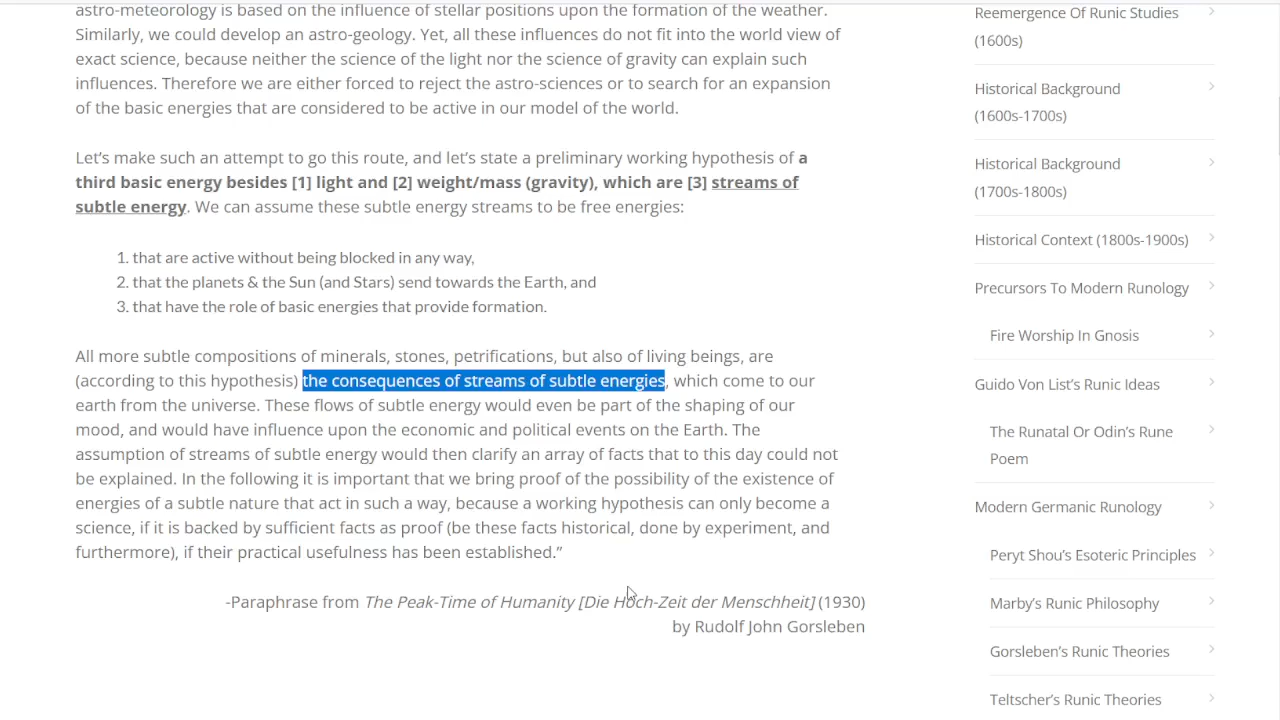 astro-meteorology is based on the influence of stellar positions upon the formation of the weather.
Similarly, we could develop an astro-geology. Yet, all these influences do not fit into the world view of
exact science, because neither the science of the light nor the science of gravity can explain such
influences. Therefore we are either forced to reject the astro-sciences or to search for an expansion
of the basic energies that are considered to be active in our model of the world.
Let’s make such an attempt to go this route, and let’s state a preliminary working hypothesis of a
third basic energy besides [1] light and [2] weight/mass (gravity), which are [3] streams of
subtle energy. We can assume these subtle energy streams to be free energies:
1. that are active without being blocked in any way,
2. that the planets & the Sun (and Stars) send towards the Earth, and
3. that have the role of basic energies that provide formation.
All more subtle compositions of minerals, stones, petrifications, but also of living beings, are
(according to this hypothesis) the consequences of streams of subtle energies, which come to our
earth from the universe. These flows of subtle energy would even be part of the shaping of our
mood, and would have influence upon the economic and political events on the Earth. The
assumption of streams of subtle energy would then clarify an array of facts that to this day could not
be explained. In the following it is important that we bring proof of the possibility of the existence of
energies of a subtle nature that act in such a way, because a working hypothesis can only become a
science, if it is backed by sufficient facts as proof (be these facts historical, done by experiment, and
furthermore), if their practical usefulness has been established.”
-Paraphrase from The Peak-Time of Humanity [Die Hoch-Zeit der Menschheit] (1930)
by Rudolf John Gorsleben
Reemergence Of Runic Studies
(1600s)
Historical Background
(1600s-1700s)
Historical Background
(1700s-1800s)
Historical Context (1800s-1900s)
Precursors To Modern Runology
Fire Worship In Gnosis
Guido Von List’s Runic Ideas
The Runatal Or Odin’s Rune
Poem
Modern Germanic Runology
Peryt Shou’s Esoteric Principles
Marby’s Runic Philosophy
Gorsleben’s Runic Theories
Teltscher’s Runic Theories